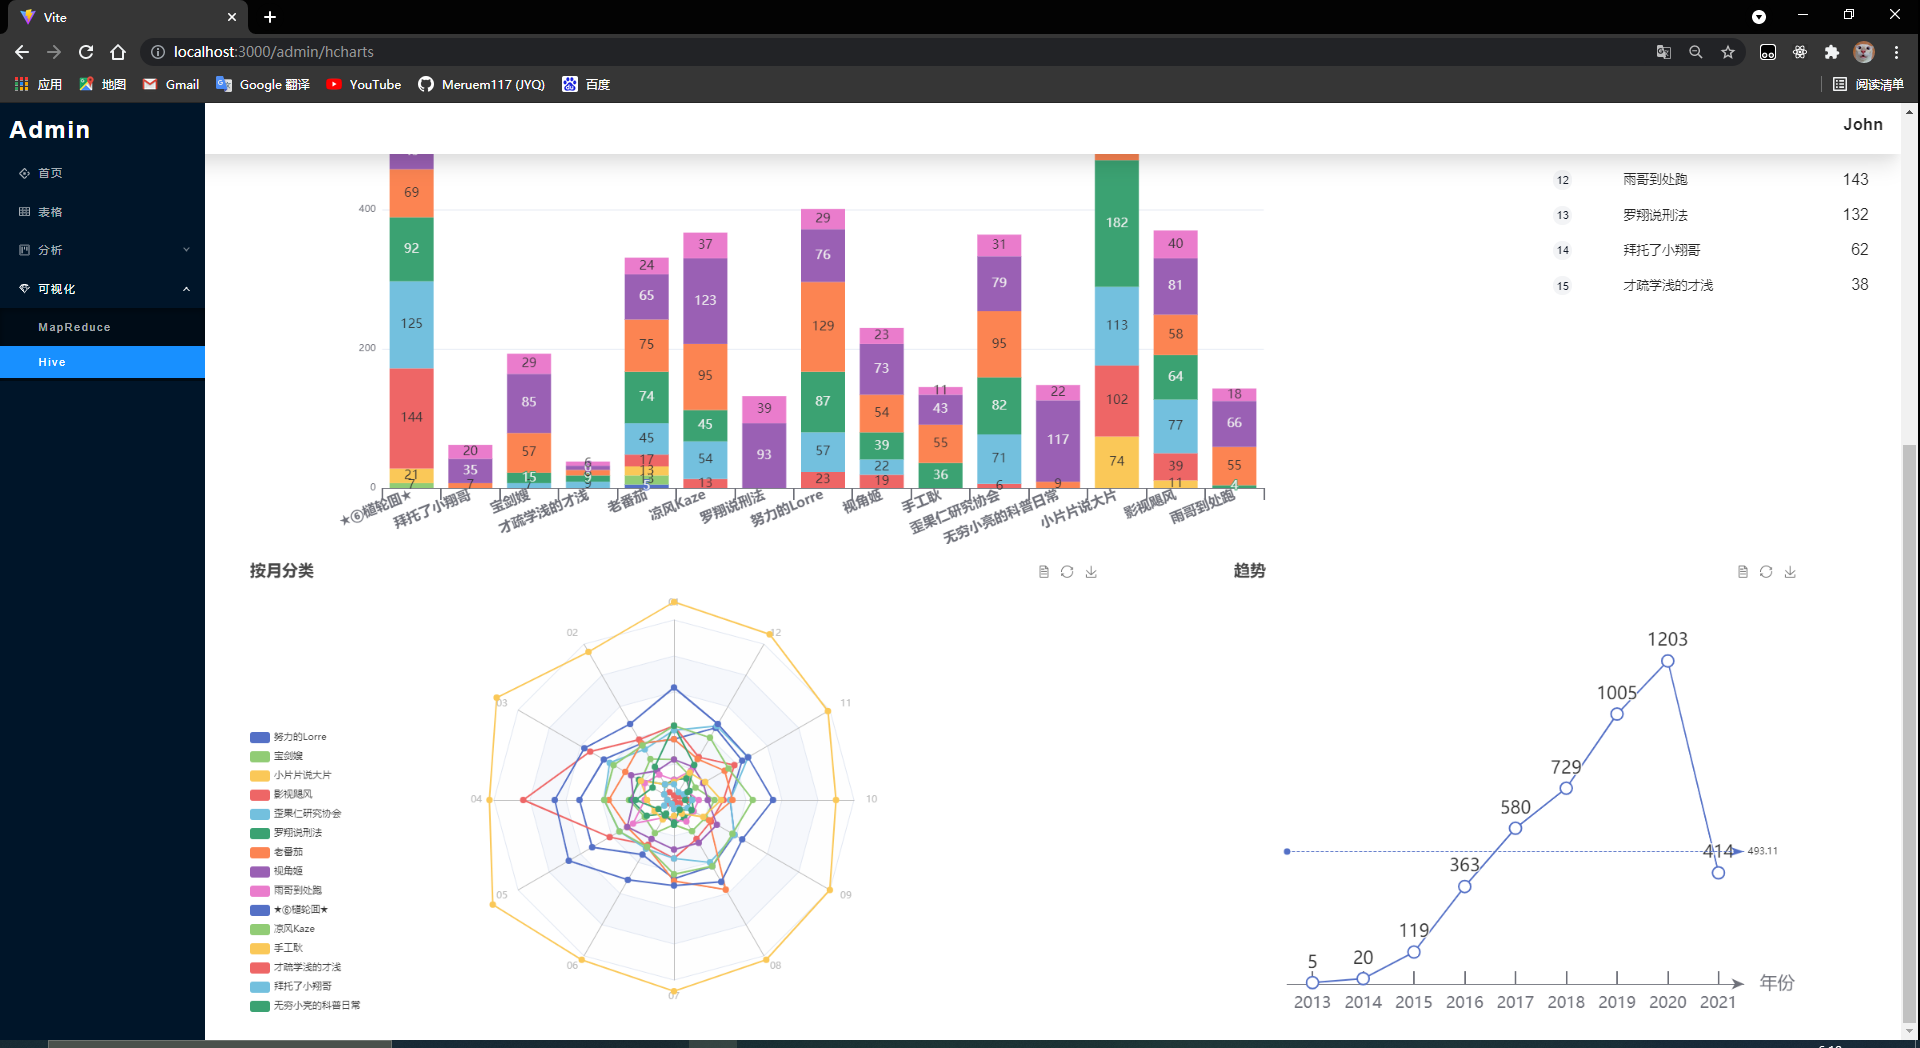 Vite
localhost:3000/admin/hcharts
应用 地图 Gmail Google 翻译 YouTube Meruem117 (JYQ) 百度 阅读清单
Admin
John
首页
表格
分析
可视化
MapReduce
Hive
400
200
0
69 92 125 144 21 7
20 35 7
29 85 57 15 7
6 9 9
24 65 75 74 45 17 13 13 5
37 123 95 45 54 13
39 93
29 76 129 87 57 23
23 73 54 39 22 19
11 43 55 36
31 79 95 82 71 6
22 117 9
182 113 102 74
40 81 58 64 77 39 11
18 66 55 4
★⑥檤轮囬★ 拜托了小翔哥 宝剑嫂 才疏学浅的才浅 老番茄 凉风Kaze 罗翔说刑法 努力的Lorre 视角姬 手工耿 歪果仁研究协会 无穷小亮的科普日常 小片片说大片 影视飓风 雨哥到处跑
12 雨哥到处跑 143
13 罗翔说刑法 132
14 拜托了小翔哥 62
15 才疏学浅的才浅 38
按月分类
努力的Lorre
宝剑嫂
小片片说大片
影视飓风
歪果仁研究协会
罗翔说刑法
老番茄
视角姬
雨哥到处跑
凉风Kaze
手工耿
才疏学浅的才浅
拜托了小翔哥
无穷小亮的科普日常
02
12
03
11
04
10
05
09
06
08
07
趋势
1203
1005
729
580
414
493.11
363
119
20
5
年份
2013 2014 2015 2016 2017 2018 2019 2020 2021